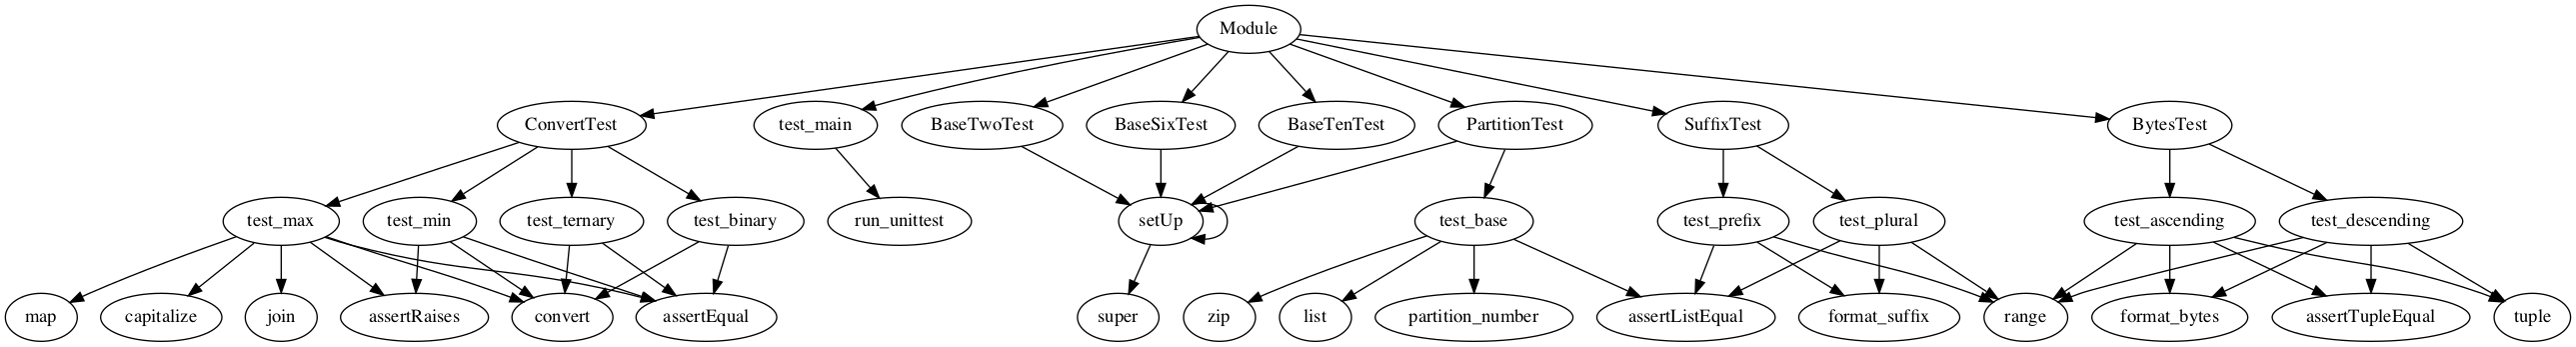 Module
ConvertTest test_main BaseTwoTest BaseSixTest BaseTenTest PartitionTest SuffixTest BytesTest
test_max test_min test_ternary test_binary run_unittest setUp test_base test_prefix test_plural test_ascending test_descending
map capitalize join assertRaises convert assertEqual super zip list partition_number assertListEqual format_suffix range format_bytes assertTupleEqual tuple